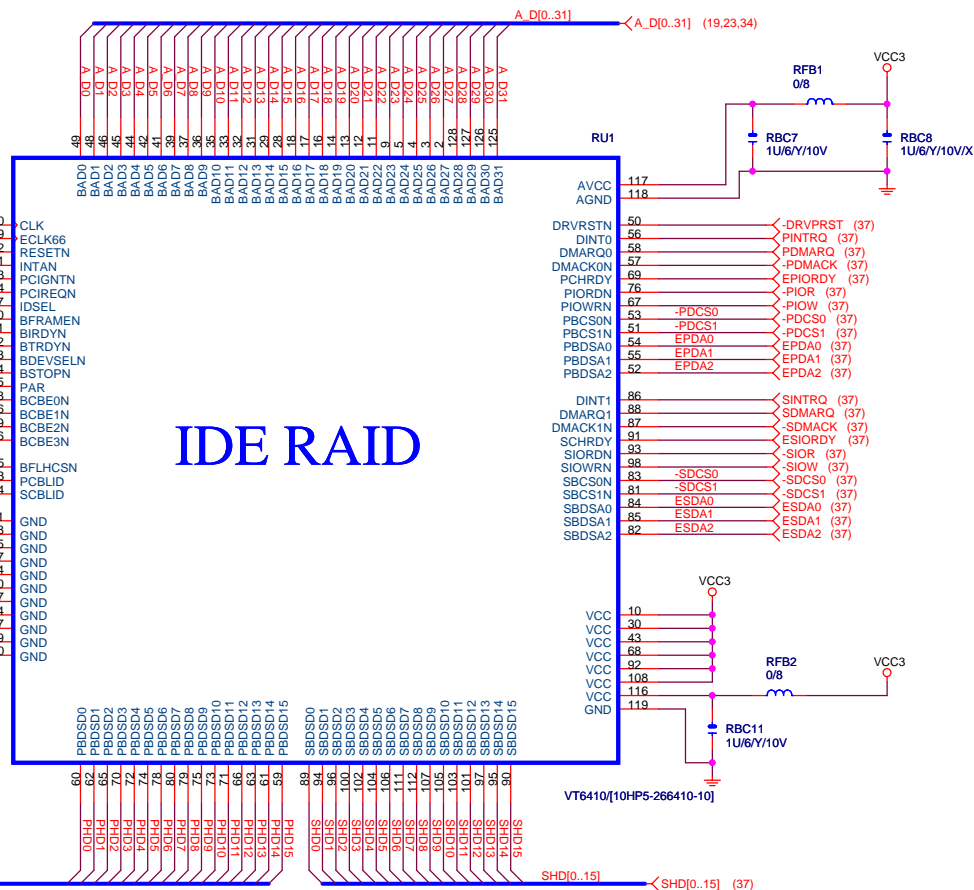 A_D[0..31]
A_D[0..31] (19,23,34)
A_D0 A_D1 A_D2 A_D3 A_D4 A_D5 A_D6 A_D7 A_D8 A_D9 A_D10 A_D11 A_D12 A_D13 A_D14 A_D15 A_D16 A_D17 A_D18 A_D19 A_D20 A_D21 A_D22 A_D23 A_D24 A_D25 A_D26 A_D27 A_D28 A_D29 A_D30 A_D31
49 48 46 45 44 42 41 39 37 36 35 33 32 31 29 28 18 17 16 14 13 12 11 9 5 4 3 2 128 127 126 125
BAD0 BAD1 BAD2 BAD3 BAD4 BAD5 BAD6 BAD7 BAD8 BAD9 BAD10 BAD11 BAD12 BAD13 BAD14 BAD15 BAD16 BAD17 BAD18 BAD19 BAD20 BAD21 BAD22 BAD23 BAD24 BAD25 BAD26 BAD27 BAD28 BAD29 BAD30 BAD31
RU1
VCC3
RFB1
0/8
RBC7
1U/6/Y/10V
RBC8
1U/6/Y/10V/X
AVCC 117
AGND 118
CLK
ECLK66
RESETN
INTAN
PCIGNTN
PCIREQN
IDSEL
BFRAMEN
BIRDYN
BTRDYN
BDEVSELN
BSTOPN
PAR
BCBE0N
BCBE1N
BCBE2N
BCBE3N
BFLHCSN
PCBLID
SCBLID
GND
GND
GND
GND
GND
GND
GND
GND
GND
GND
GND
IDE RAID
DRVRSTN 50 -DRVPRST (37)
DINT0 56 PINTRQ (37)
DMARQ0 58 PDMARQ (37)
DMACK0N 57 -PDMACK (37)
PCHRDY 69 EPIORDY (37)
PIORDN 76 -PIOR (37)
PIOWRN 67 -PIOW (37)
PBCS0N 53 -PDCS0 -PDCS0 (37)
PBCS1N 51 -PDCS1 -PDCS1 (37)
PBDSA0 54 EPDA0 EPDA0 (37)
PBDSA1 55 EPDA1 EPDA1 (37)
PBDSA2 52 EPDA2 EPDA2 (37)
DINT1 86 SINTRQ (37)
DMARQ1 88 SDMARQ (37)
DMACK1N 87 -SDMACK (37)
SCHRDY 91 ESIORDY (37)
SIORDN 93 -SIOR (37)
SIOWRN 98 -SIOW (37)
SBCS0N 83 -SDCS0 -SDCS0 (37)
SBCS1N 81 -SDCS1 -SDCS1 (37)
SBDSA0 84 ESDA0 ESDA0 (37)
SBDSA1 85 ESDA1 ESDA1 (37)
SBDSA2 82 ESDA2 ESDA2 (37)
VCC3
VCC 10
VCC 30
VCC 43
VCC 68
VCC 92
VCC 108
VCC 116
GND 119
RFB2
0/8
VCC3
RBC11
1U/6/Y/10V
PBDSD0 PBDSD1 PBDSD2 PBDSD3 PBDSD4 PBDSD5 PBDSD6 PBDSD7 PBDSD8 PBDSD9 PBDSD10 PBDSD11 PBDSD12 PBDSD13 PBDSD14 PBDSD15
SBDSD0 SBDSD1 SBDSD2 SBDSD3 SBDSD4 SBDSD5 SBDSD6 SBDSD7 SBDSD8 SBDSD9 SBDSD10 SBDSD11 SBDSD12 SBDSD13 SBDSD14 SBDSD15
60 62 65 70 72 74 78 80 79 75 73 71 66 63 61 59
89 94 96 100 102 104 106 111 112 107 105 103 101 97 95 90
VT6410/[10HP5-266410-10]
PHD0 PHD1 PHD2 PHD3 PHD4 PHD5 PHD6 PHD7 PHD8 PHD9 PHD10 PHD11 PHD12 PHD13 PHD14 PHD15
SHD0 SHD1 SHD2 SHD3 SHD4 SHD5 SHD6 SHD7 SHD8 SHD9 SHD10 SHD11 SHD12 SHD13 SHD14 SHD15
SHD[0..15]
SHD[0..15] (37)